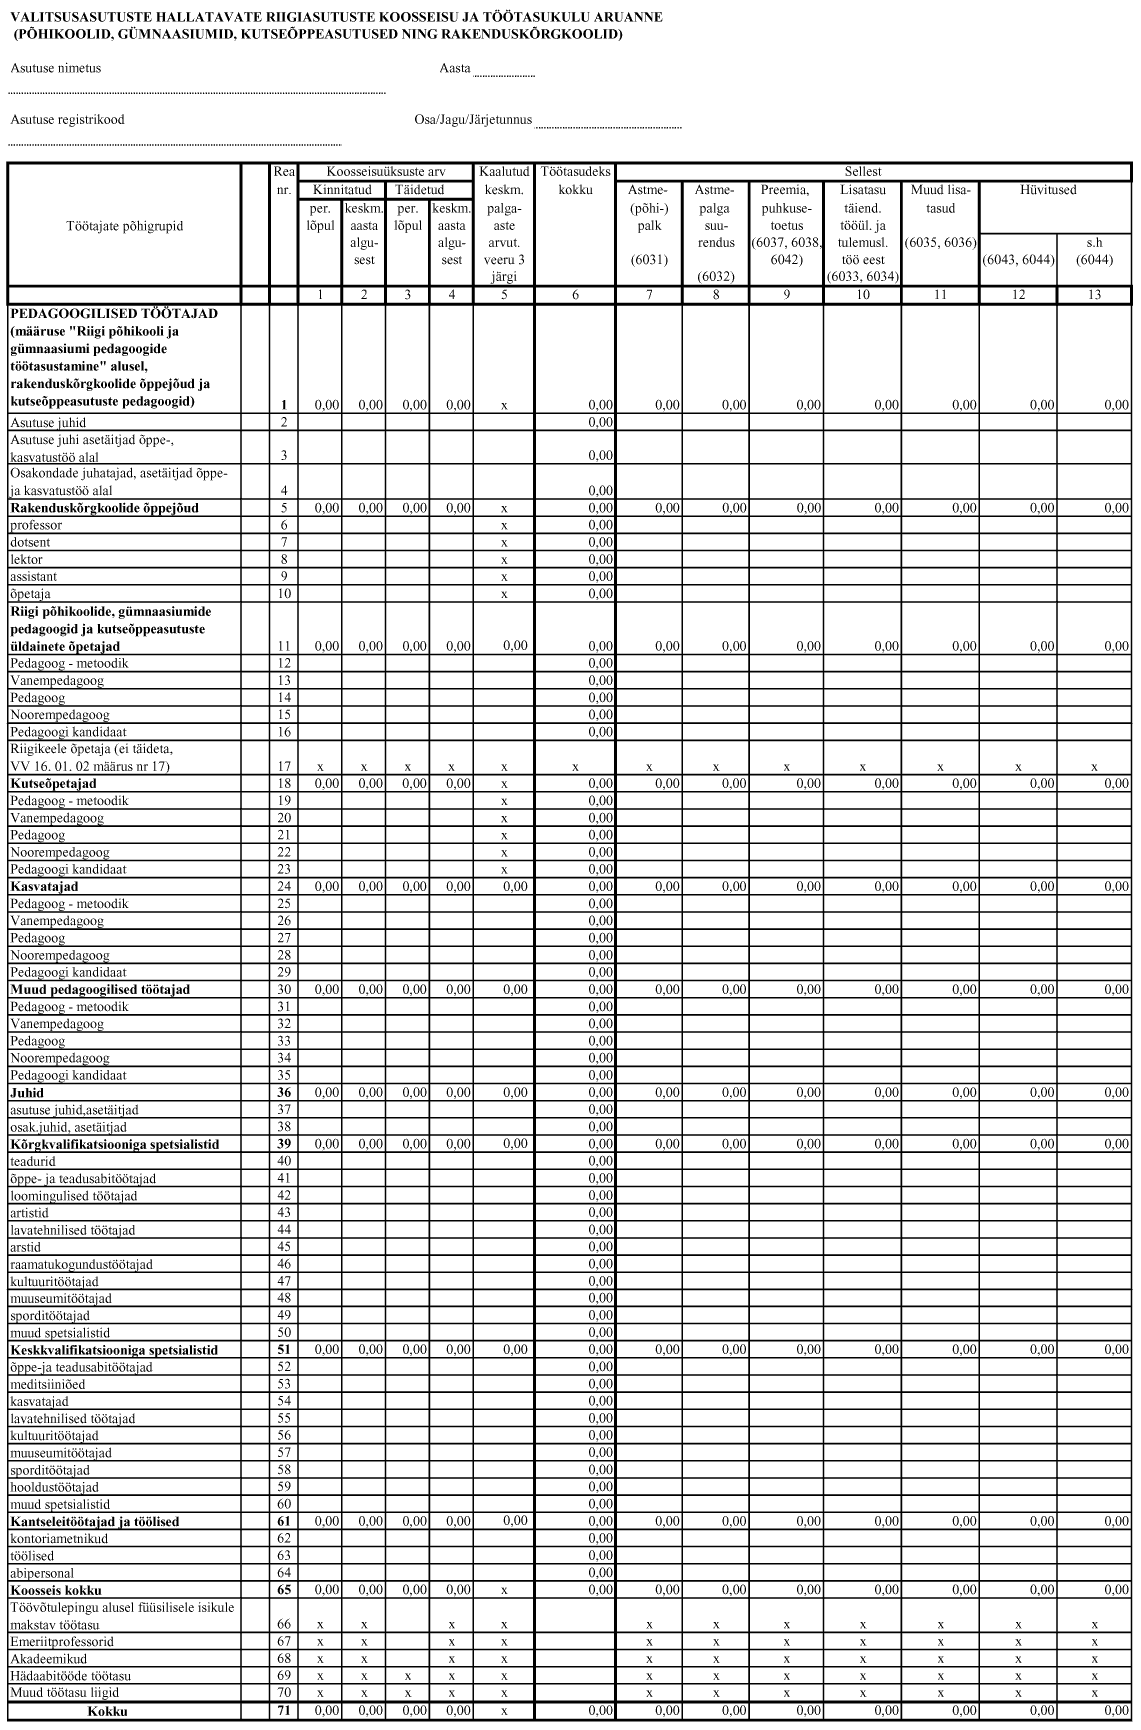 VALITSUSASUTUSTE HALLATAVATE RIIGIASUTUSTE KOOSSEISU JA TÖÖTASUKULU ARUANNE
(PÕHIKOOLID, GÜMNAASIUMID, KUTSEÕPPEASUTUSED NING RAKENDUSKÕRGKOOLID)
Asutuse nimetus Aasta
Asutuse registrikood Osa/Jagu/Järjetunnus
Töötajate põhigrupid
Rea nr.
Koosseisuüksuste arv
Kinnitatud Täidetud
per. lõpul
keskm. aasta algu- sest
per. lõpul
keskm. aasta algu- sest
Kaalutud keskm. palga- aste arvut. veeru 3 järgi
Töötasudeks kokku
Sellest
Astme- (põhi-) palk (6031)
Astme- palga suu- rendus (6032)
Preemia, puhkuse- toetus (6037, 6038, 6042)
Lisatasu täiend. tööül. ja tulemusl. töö eest (6033, 6034)
Muud lisa- tasud (6035, 6036)
Hüvitused
(6043, 6044)
s.h (6044)
1 2 3 4 5 6 7 8 9 10 11 12 13
PEDAGOOGILISED TÖÖTAJAD
(määruse "Riigi põhikooli ja
gümnaasiumi pedagoogide
töötasustamine" alusel,
rakenduskõrgkoolide õppejõud ja
kutseõppeasutuste pedagoogid) 1 0,00 0,00 0,00 0,00 x 0,00 0,00 0,00 0,00 0,00 0,00 0,00 0,00
Asutuse juhid 2 0,00
Asutuse juhi asetäitjad õppe-,
kasvatustöö alal 3 0,00
Osakondade juhatajad, asetäitjad õppe-
ja kasvatustöö alal 4 0,00
Rakenduskõrgkoolide õppejõud 5 0,00 0,00 0,00 0,00 x 0,00 0,00 0,00 0,00 0,00 0,00 0,00 0,00
professor 6 x 0,00
dotsent 7 x 0,00
lektor 8 x 0,00
assistant 9 x 0,00
õpetaja 10 x 0,00
Riigi põhikoolide, gümnaasiumide
pedagoogid ja kutseõppeasutuste
üldainete õpetajad 11 0,00 0,00 0,00 0,00 0,00 0,00 0,00 0,00 0,00 0,00 0,00 0,00 0,00
Pedagoog - metoodik 12 0,00
Vanempedagoog 13 0,00
Pedagoog 14 0,00
Noorempedagoog 15 0,00
Pedagoogi kandidaat 16 0,00
Riigikeele õpetaja (ei täideta,
VV 16. 01. 02 määrus nr 17) 17 x x x x x x x x x x x x x
Kutseõpetajad 18 0,00 0,00 0,00 0,00 x 0,00 0,00 0,00 0,00 0,00 0,00 0,00 0,00
Pedagoog - metoodik 19 x 0,00
Vanempedagoog 20 x 0,00
Pedagoog 21 x 0,00
Noorempedagoog 22 x 0,00
Pedagoogi kandidaat 23 x 0,00
Kasvatajad 24 0,00 0,00 0,00 0,00 0,00 0,00 0,00 0,00 0,00 0,00 0,00 0,00 0,00
Pedagoog - metoodik 25 0,00
Vanempedagoog 26 0,00
Pedagoog 27 0,00
Noorempedagoog 28 0,00
Pedagoogi kandidaat 29 0,00
Muud pedagoogilised töötajad 30 0,00 0,00 0,00 0,00 0,00 0,00 0,00 0,00 0,00 0,00 0,00 0,00 0,00
Pedagoog - metoodik 31 0,00
Vanempedagoog 32 0,00
Pedagoog 33 0,00
Noorempedagoog 34 0,00
Pedagoogi kandidaat 35 0,00
Juhid 36 0,00 0,00 0,00 0,00 0,00 0,00 0,00 0,00 0,00 0,00 0,00 0,00 0,00
asutuse juhid,asetäitjad 37 0,00
osak.juhid, asetäitjad 38 0,00
Kõrgkvalifikatsiooniga spetsialistid 39 0,00 0,00 0,00 0,00 0,00 0,00 0,00 0,00 0,00 0,00 0,00 0,00 0,00
teadurid 40 0,00
õppe- ja teadusabitöötajad 41 0,00
loomingulised töötajad 42 0,00
artistid 43 0,00
lavatehnilised töötajad 44 0,00
arstid 45 0,00
raamatukogundustöötajad 46 0,00
kultuuritöötajad 47 0,00
muuseumitöötajad 48 0,00
sporditöötajad 49 0,00
muud spetsialistid 50 0,00
Keskkvalifikatsiooniga spetsialistid 51 0,00 0,00 0,00 0,00 0,00 0,00 0,00 0,00 0,00 0,00 0,00 0,00 0,00
õppe-ja teadusabitöötajad 52 0,00
meditsiiniõed 53 0,00
kasvatajad 54 0,00
lavatehnilised töötajad 55 0,00
kultuuritöötajad 56 0,00
muuseumitöötajad 57 0,00
sporditöötajad 58 0,00
hooldustöötajad 59 0,00
muud spetsialistid 60 0,00
Kantseleitöötajad ja töölised 61 0,00 0,00 0,00 0,00 0,00 0,00 0,00 0,00 0,00 0,00 0,00 0,00 0,00
kontoriametnikud 62 0,00
töölised 63 0,00
abipersonal 64 0,00
Koosseis kokku 65 0,00 0,00 0,00 0,00 x 0,00 0,00 0,00 0,00 0,00 0,00 0,00 0,00
Töövõtulepingu alusel füüsilisele isikule
makstav töötasu 66 x x x x x x x x x x x
Emeriitprofessorid 67 x x x x x x x x x x x
Akadeemikud 68 x x x x x x x x x x x
Hädaabitööde töötasu 69 x x x x x x x x x x x x
Muud töötasu liigid 70 x x x x x x x x x x x x
Kokku 71 0,00 0,00 0,00 0,00 x 0,00 0,00 0,00 0,00 0,00 0,00 0,00 0,00